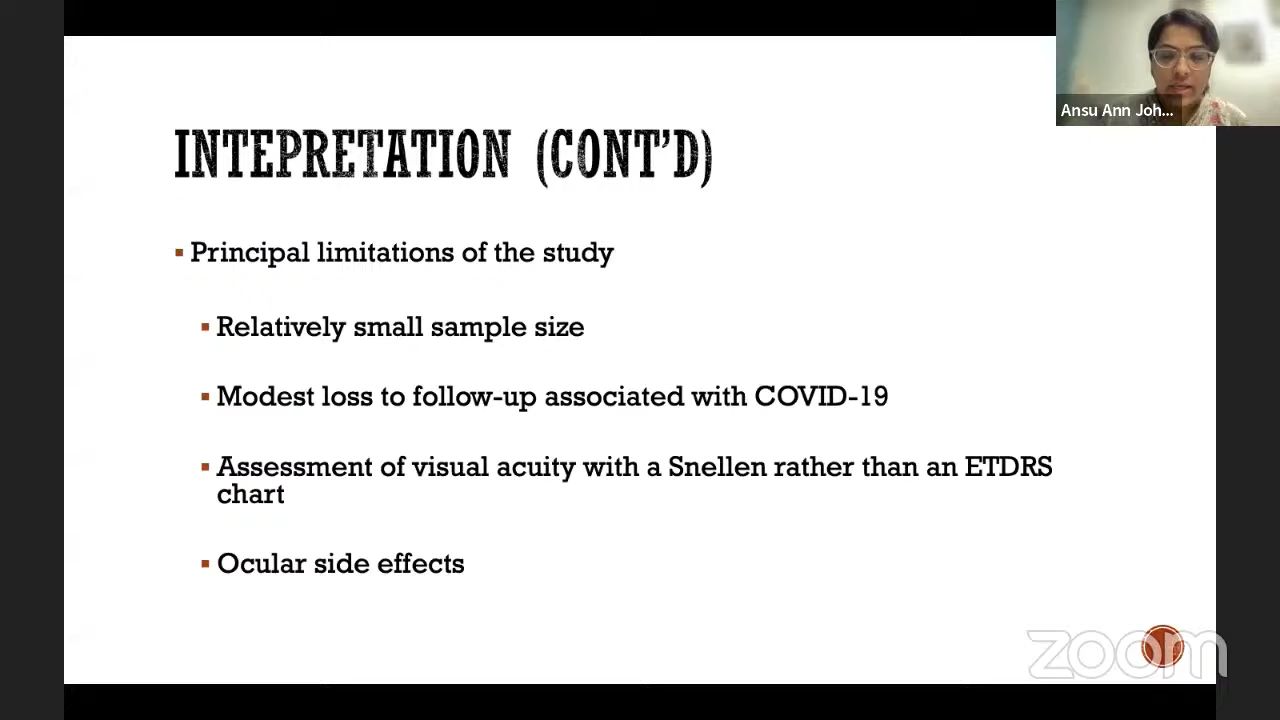 INTEPRETATION (CONT'D)
▪ Principal limitations of the study
▪ Relatively small sample size
▪ Modest loss to follow-up associated with COVID-19
▪ Assessment of visual acuity with a Snellen rather than an ETDRS
chart
▪ Ocular side effects
Ansu Ann Joh...
zoom